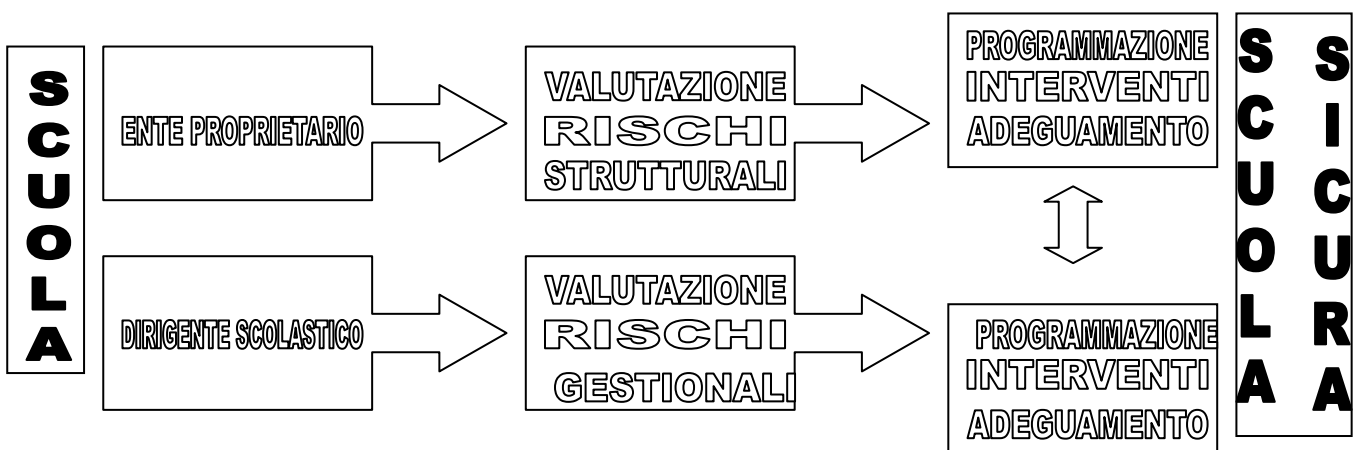 SCUOLA
ENTE PROPRIETARIO
VALUTAZIONE
RISCHI
STRUTTURALI
PROGRAMMAZIONE
INTERVENTI
ADEGUAMENTO
DIRIGENTE SCOLASTICO
VALUTAZIONE
RISCHI
GESTIONALI
PROGRAMMAZIONE
INTERVENTI
ADEGUAMENTO
SCUOLA
SICURA